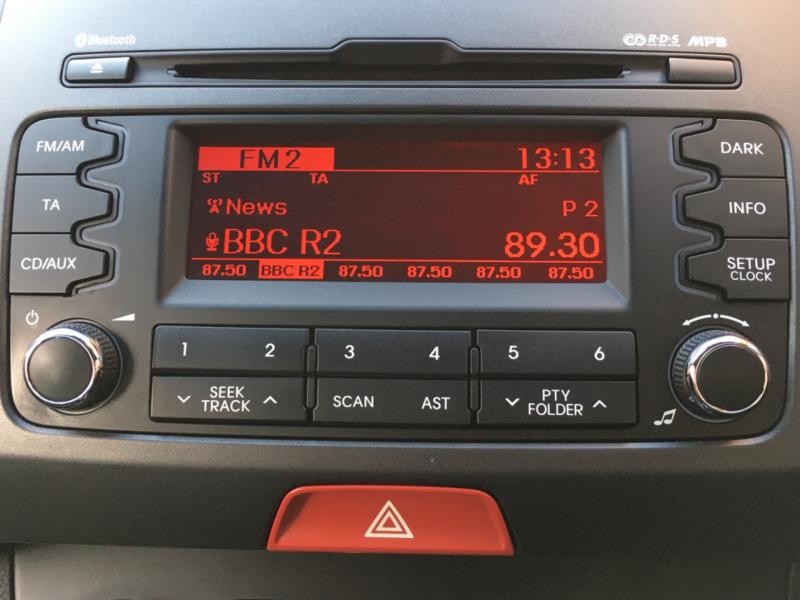 Bluetooth R·D·S MP3
FM/AM
TA
CD/AUX
FM2 13:13
ST TA AF
News P 2
BBC R2 89.30
87.50 BBC R2 87.50 87.50 87.50 87.50
DARK
INFO
SETUP
CLOCK
1 2 3 4 5 6
SEEK
TRACK
SCAN AST
PTY
FOLDER